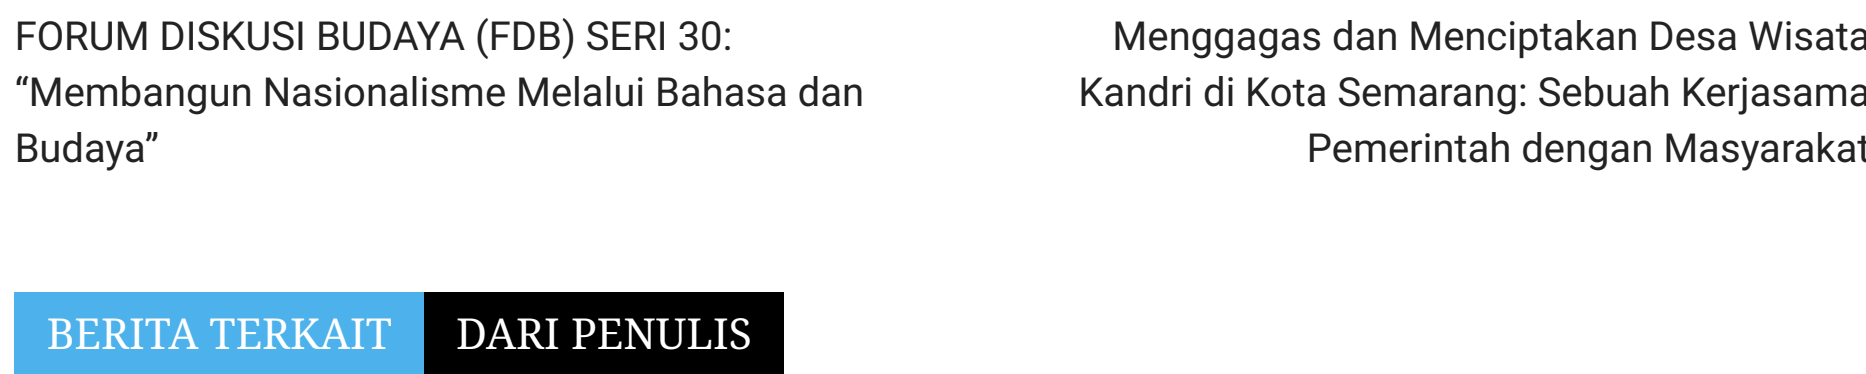 FORUM DISKUSI BUDAYA (FDB) SERI 30:
“Membangun Nasionalisme Melalui Bahasa dan
Budaya”
Menggagas dan Menciptakan Desa Wisata
Kandri di Kota Semarang: Sebuah Kerjasama
Pemerintah dengan Masyarakat
BERITA TERKAIT
DARI PENULIS